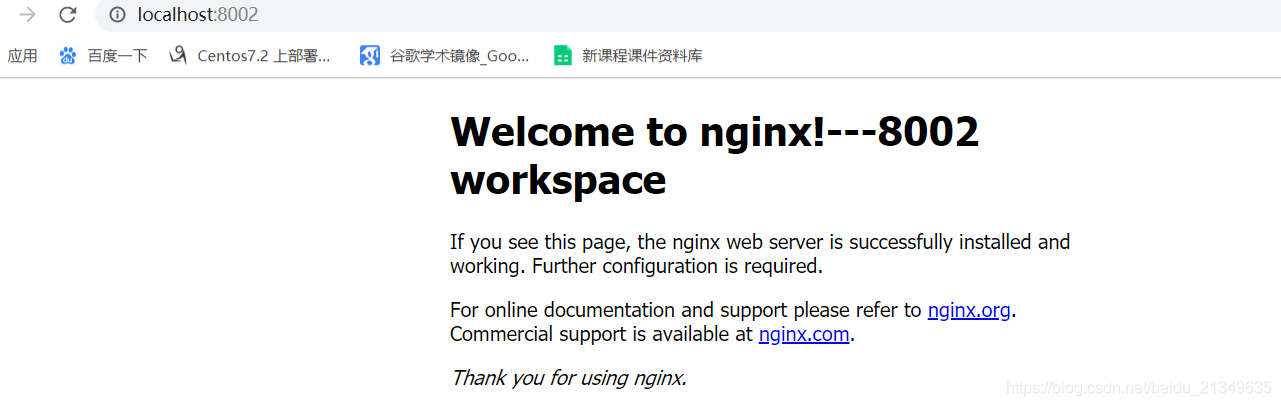 localhost:8002
应用 百度一下 Centos7.2 上部署... 谷歌学术镜像_Goo... 新课程课件资料库
Welcome to nginx!---8002
workspace
If you see this page, the nginx web server is successfully installed and
working. Further configuration is required.
For online documentation and support please refer to nginx.org.
Commercial support is available at nginx.com.
Thank you for using nginx.
https://blog.csdn.net/baidu_21349635